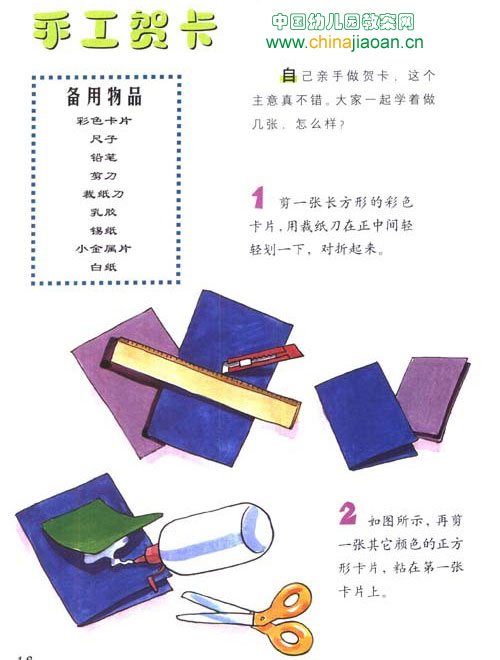 手工贺卡
中国幼儿园教案网
www.chinajiaoan.cn
备用物品
彩色卡片
尺子
铅笔
剪刀
裁纸刀
乳胶
锡纸
小金属片
白纸
自己亲手做贺卡，这个
主意真不错。大家一起学着做
几张，怎么样？
1 剪一张长方形的彩色
卡片，用裁纸刀在正中间轻
轻划一下，对折起来。
2 如图所示，再剪
一张其它颜色的正方
形卡片，粘在第一张
卡片上。